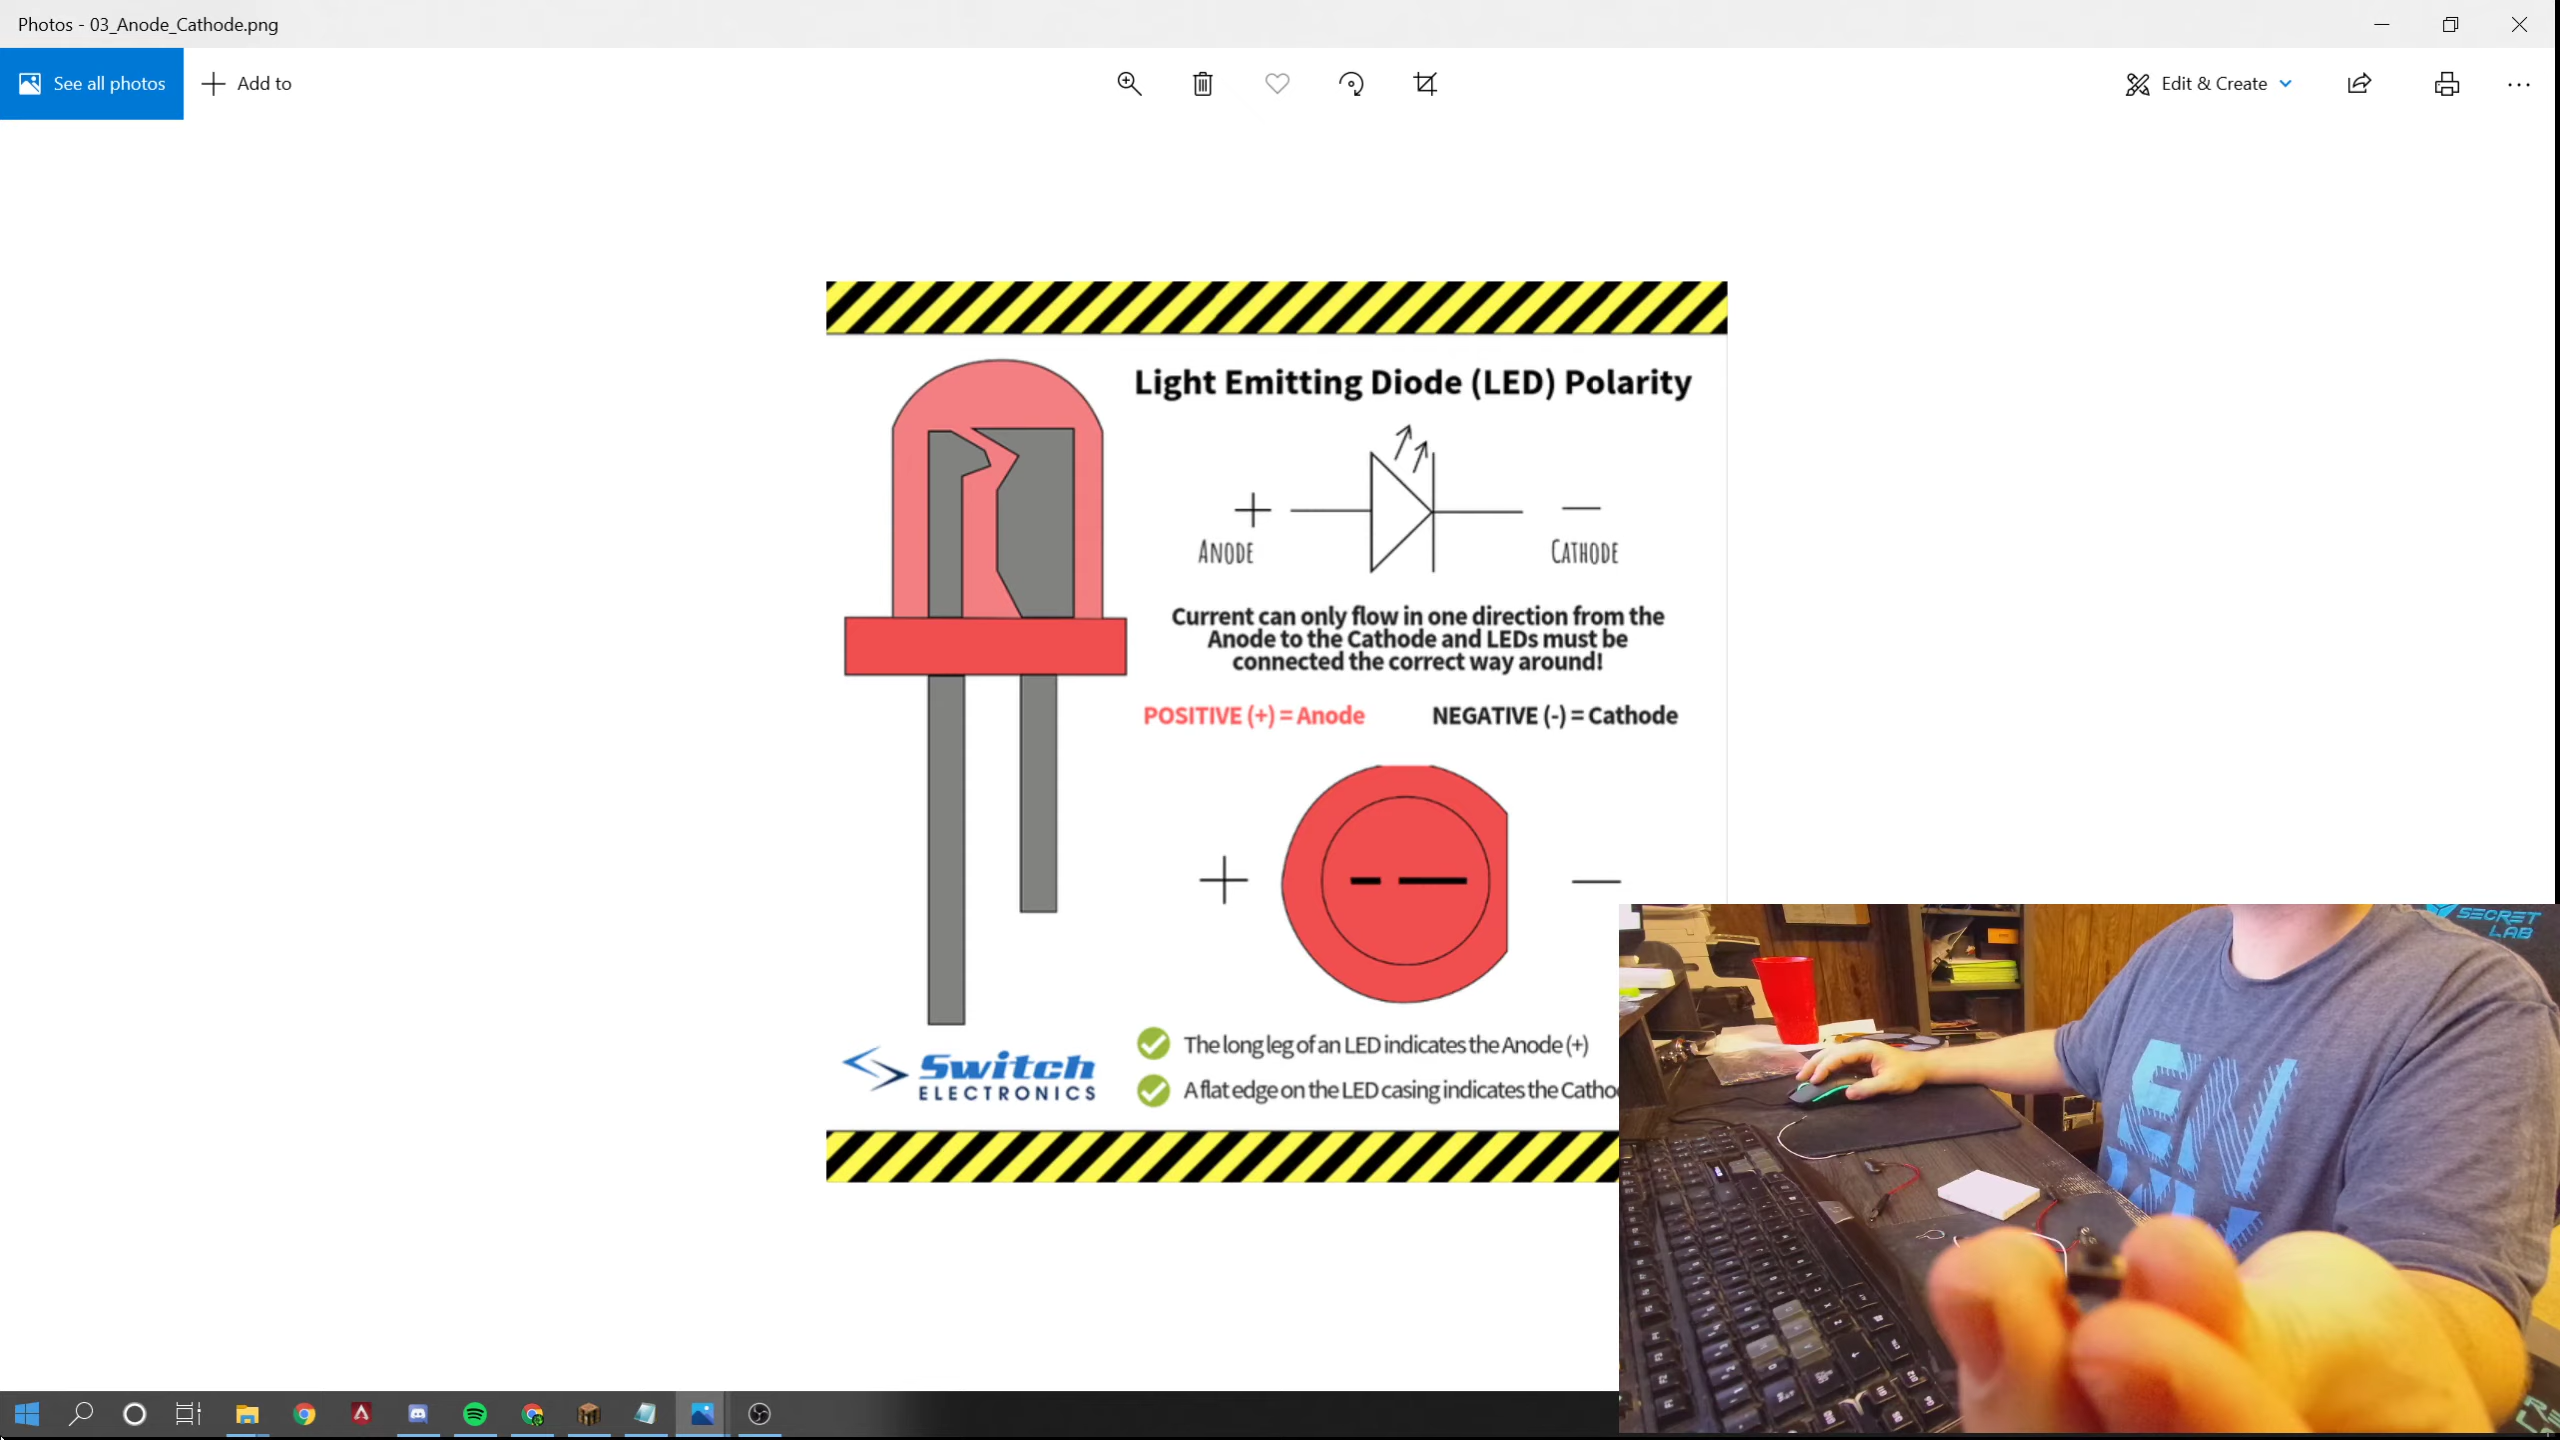 Photos - 03_Anode_Cathode.png
See all photos
Add to
Edit & Create
Light Emitting Diode (LED) Polarity
+
−
ANODE
CATHODE
Current can only flow in one direction from the
Anode to the Cathode and LEDs must be
connected the correct way around!
POSITIVE (+) = Anode
NEGATIVE (-) = Cathode
+
−
The long leg of an LED indicates the Anode (+)
A flat edge on the LED casing indicates the Catho
Switch
ELECTRONICS
SECRET
LAB